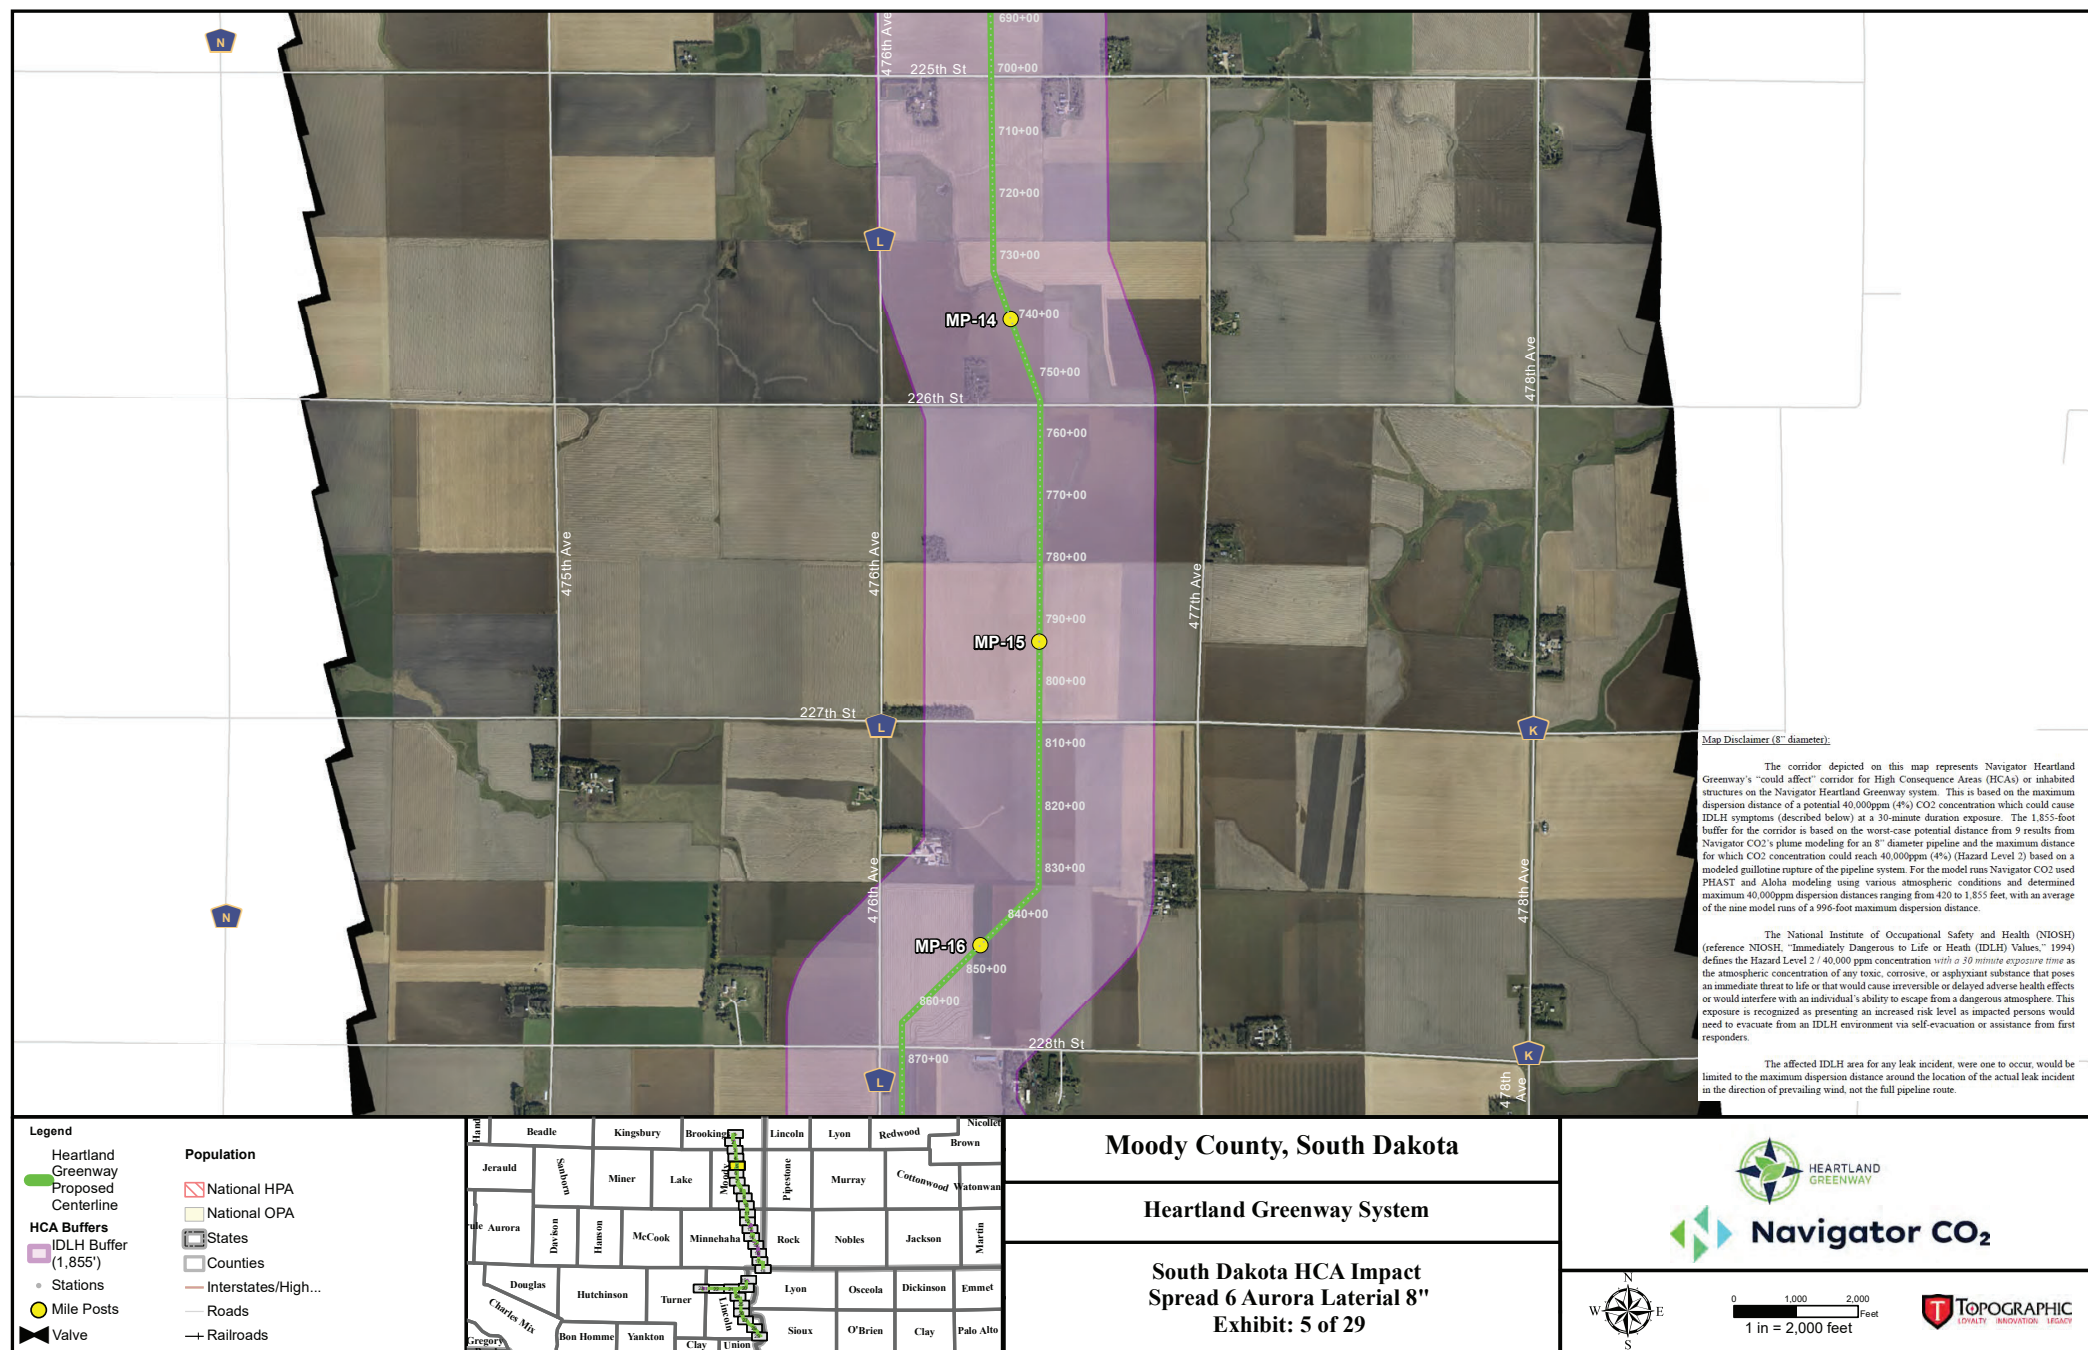 N
476th Ave
690+00
225th St
700+00
710+00
720+00
L
730+00
MP-14
740+00
478th Ave
750+00
226th St
760+00
770+00
475th Ave
476th Ave
780+00
477th Ave
790+00
MP-15
800+00
227th St
L
K
810+00
820+00
476th Ave
830+00
478th Ave
840+00
N
MP-16
850+00
860+00
228th St
870+00
K
L
478th
Ave
Map Disclaimer (8" diameter):
The corridor depicted on this map represents Navigator Heartland
Greenway's "could affect" corridor for High Consequence Areas (HCAs) or inhabited
structures on the Navigator Heartland Greenway system. This is based on the maximum
dispersion distance of a potential 40,000ppm (4%) CO2 concentration which could cause
IDLH symptoms (described below) at a 30-minute duration exposure. The 1,855-foot
buffer for the corridor is based on the worst-case potential distance from 9 results from
Navigator CO2's plume modeling for an 8" diameter pipeline and the maximum distance
for which CO2 concentration could reach 40,000ppm (4%) (Hazard Level 2) based on a
modeled guillotine rupture of the pipeline system. For the model runs Navigator CO2 used
PHAST and Aloha modeling using various atmospheric conditions and determined
maximum 40,000ppm dispersion distances ranging from 420 to 1,855 feet, with an average
of the nine model runs of a 996-foot maximum dispersion distance.
The National Institute of Occupational Safety and Health (NIOSH)
(reference NIOSH, "Immediately Dangerous to Life or Heath (IDLH) Values," 1994)
defines the Hazard Level 2 / 40,000 ppm concentration with a 30 minute exposure time as
the atmospheric concentration of any toxic, corrosive, or asphyxiant substance that poses
an immediate threat to life or that would cause irreversible or delayed adverse health effects
or would interfere with an individual's ability to escape from a dangerous atmosphere. This
exposure is recognized as presenting an increased risk level as impacted persons would
need to evacuate from an IDLH environment via self-evacuation or assistance from first
responders.
The affected IDLH area for any leak incident, were one to occur, would be
limited to the maximum dispersion distance around the location of the actual leak incident
in the direction of prevailing wind, not the full pipeline route.
Legend
Heartland
Greenway
Proposed
Centerline
HCA Buffers
IDLH Buffer
(1,855')
Stations
Mile Posts
Valve
Population
National HPA
National OPA
States
Counties
Interstates/High...
Roads
Railroads
Hand
Beadle
Kingsbury
Brookings
Lincoln
Lyon
Redwood
Nicollet
Brown
Jerauld
Sanborn
Miner
Lake
Moody
Pipestone
Murray
Cottonwood
Watonwan
rule
Aurora
Davison
Hanson
McCook
Minnehaha
Rock
Nobles
Jackson
Martin
Douglas
Hutchinson
Turner
Lincoln
Lyon
Osceola
Dickinson
Emmet
Charles Mix
Gregory
Bon Homme
Yankton
Clay
Union
Sioux
O'Brien
Clay
Palo Alto
Moody County, South Dakota
Heartland Greenway System
South Dakota HCA Impact
Spread 6 Aurora Laterial 8"
Exhibit: 5 of 29
HEARTLAND
GREENWAY
Navigator CO₂
N
W
E
S
0 1,000 2,000
Feet
1 in = 2,000 feet
T
TOPOGRAPHIC
LOYALTY INNOVATION LEGACY